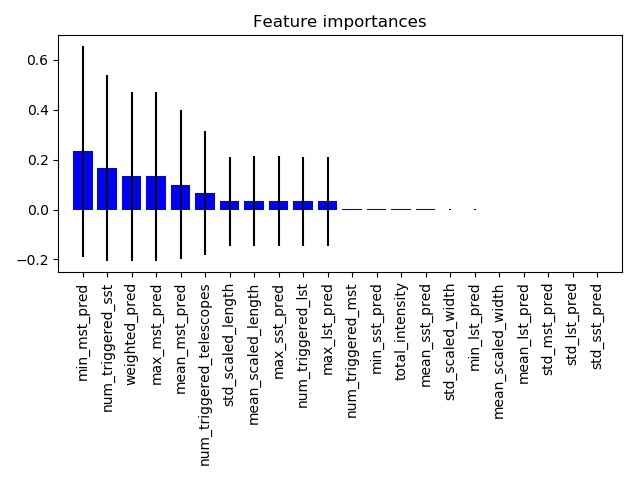 Feature importances
0.6
0.4
0.2
0.0
−0.2
min_mst_pred
num_triggered_sst
weighted_pred
max_mst_pred
mean_mst_pred
num_triggered_telescopes
std_scaled_length
mean_scaled_length
max_sst_pred
num_triggered_lst
max_lst_pred
num_triggered_mst
min_sst_pred
total_intensity
mean_sst_pred
std_scaled_width
min_lst_pred
mean_scaled_width
mean_lst_pred
std_mst_pred
std_lst_pred
std_sst_pred